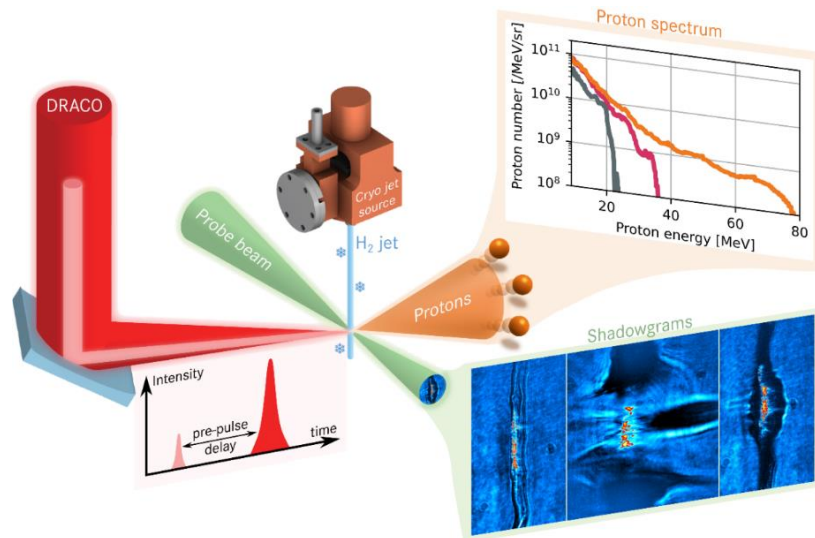 DRACO
Probe beam
Cryo jet
source
H₂ jet
Protons
Intensity
pre-pulse
delay
time
Proton spectrum
Proton number [/MeV/sr]
10¹¹
10¹⁰
10⁹
10⁸
20
40
60
80
Proton energy [MeV]
Shadowgrams